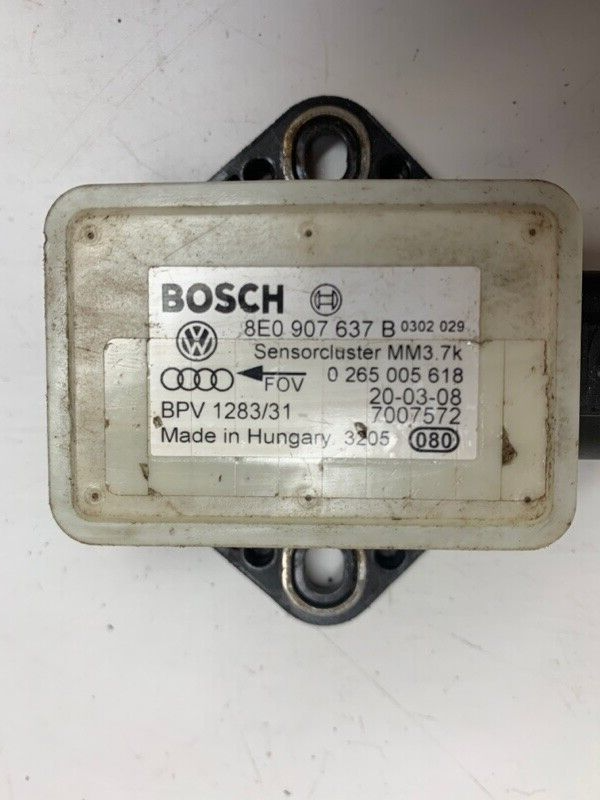 BOSCH
8E0 907 637 B 0302 029
Sensorcluster MM3.7k
FOV 0 265 005 618
20-03-08
BPV 1283/31 7007572
Made in Hungary 3205 080